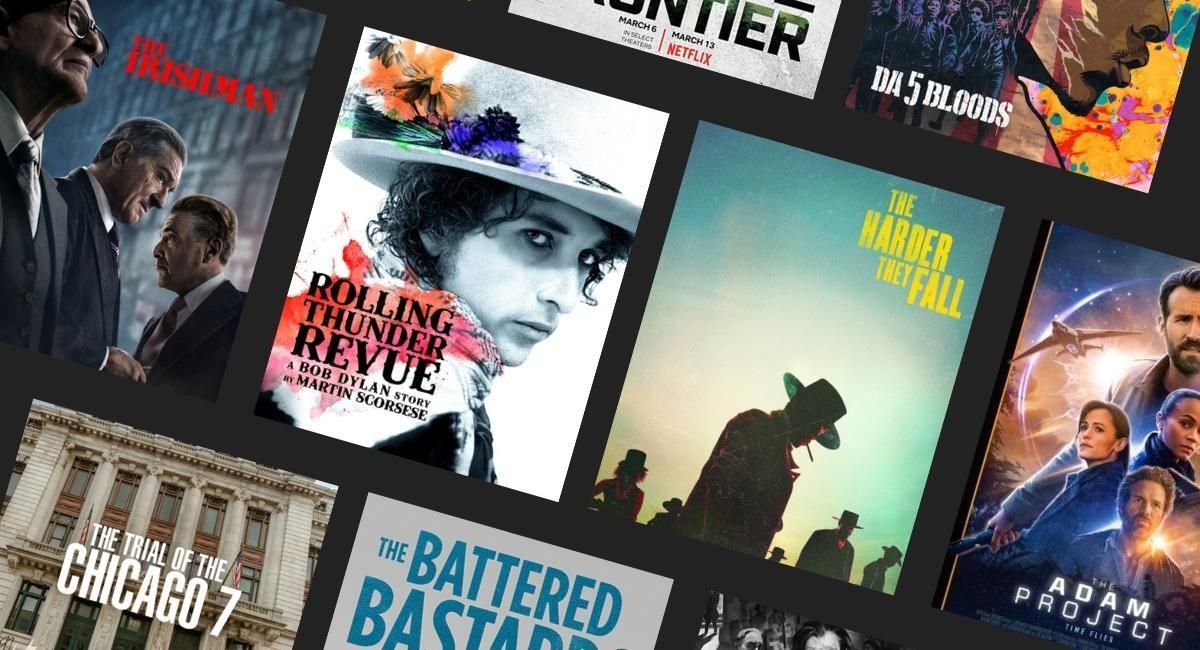 THE
IRISHMAN
MARCH 6
IN SELECT
THEATERS
MARCH 13
NETFLIX
DA 5 BLOODS
ROLLING
THUNDER
REVUE
A BOB DYLAN STORY
BY MARTIN SCORSESE
THE
HARDER
THEY FALL
THE TRIAL OF THE
CHICAGO 7
THE BATTERED
THE
ADAM
PROJECT
TIME FLIES